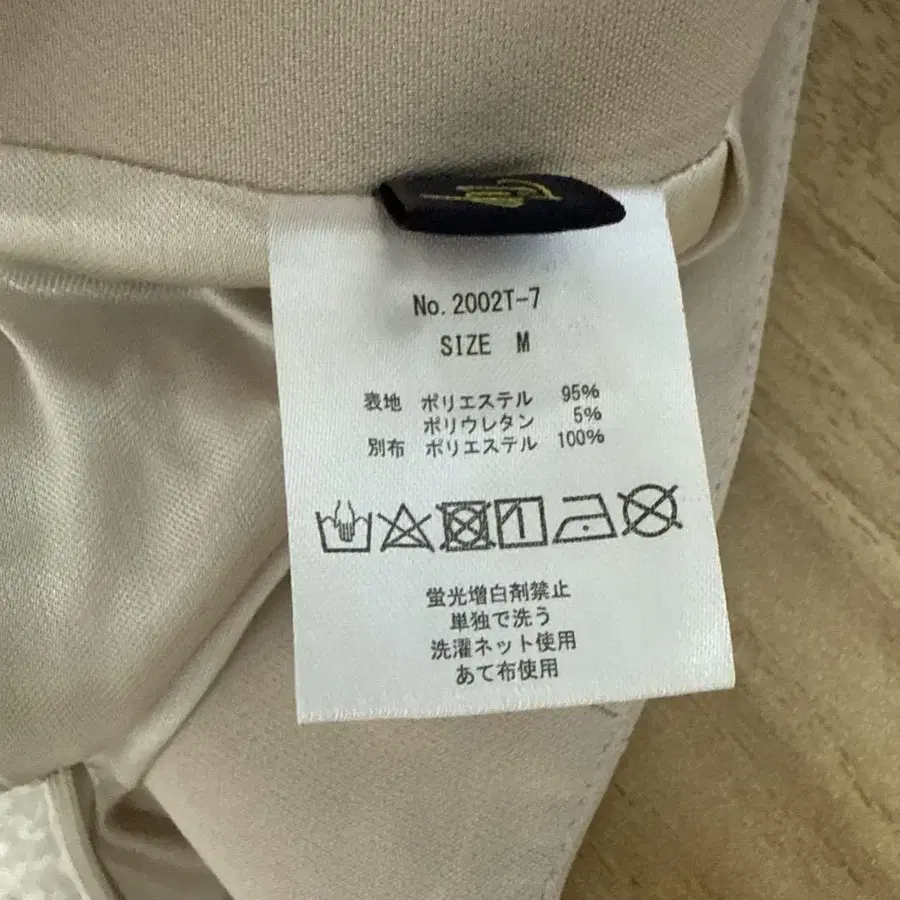 No. 2002T-7
SIZE M
表地 ポリエステル 95%
ポリウレタン 5%
別布 ポリエステル 100%
蛍光増白剤禁止
単独で洗う
洗濯ネット使用
あて布使用